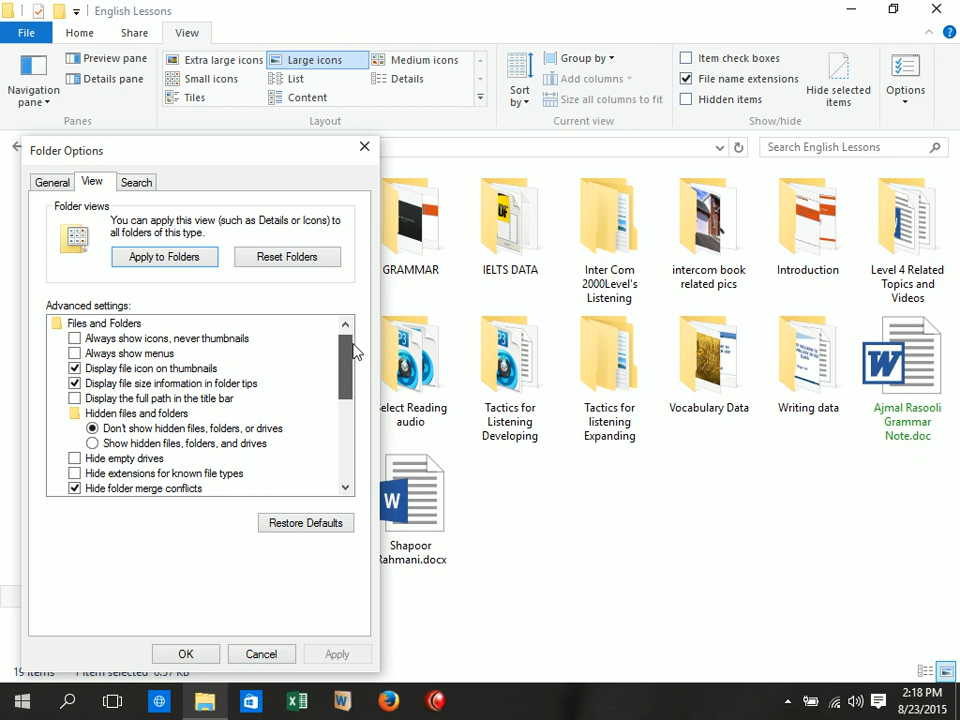 English Lessons
File
Home
Share
View
Navigation
pane
Preview pane
Details pane
Panes
Extra large icons
Large icons
Medium icons
Small icons
List
Details
Tiles
Content
Layout
Sort
by
Group by
Add columns
Size all columns to fit
Current view
Item check boxes
File name extensions
Hidden items
Hide selected
items
Show/hide
Options
Search English Lessons
Folder Options
General
View
Search
Folder views
You can apply this view (such as Details or Icons) to
all folders of this type.
Apply to Folders
Reset Folders
Advanced settings:
Files and Folders
Always show icons, never thumbnails
Always show menus
Display file icon on thumbnails
Display file size information in folder tips
Display the full path in the title bar
Hidden files and folders
Don't show hidden files, folders, or drives
Show hidden files, folders, and drives
Hide empty drives
Hide extensions for known file types
Hide folder merge conflicts
Restore Defaults
OK
Cancel
Apply
GRAMMAR
IELTS DATA
Inter Com
2000Level's
Listening
intercom book
related pics
Introduction
Level 4 Related
Topics and
Videos
Select Reading
audio
Tactics for
Listening
Developing
Tactics for
listening
Expanding
Vocabulary Data
Writing data
Ajmal Rasooli
Grammar
Note.doc
Shapoor
Rahmani.docx
19 items
1 item selected
2:18 PM
8/23/2015